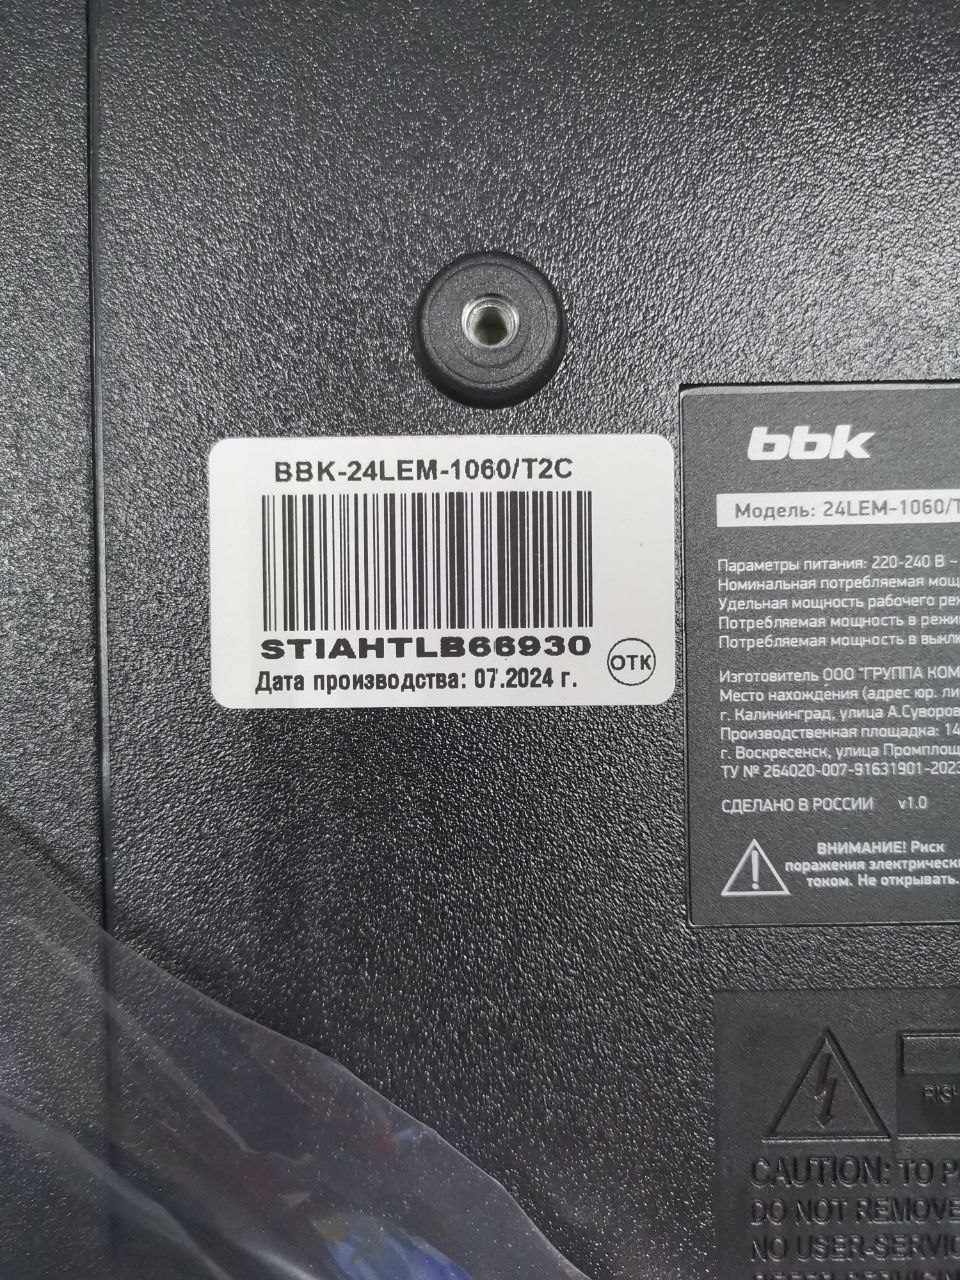 BBK-24LEM-1060/T2C
STIAHTLB66930
Дата производства: 07.2024 г.
ОТК
bbk
Модель: 24LEM-1060/T
Параметры питания: 220-240 В ~
Номинальная потребляемая мощ
Удельная мощность рабочего реж
Потребляемая мощность в режи
Потребляемая мощность в выклю
Изготовитель ООО "ГРУППА КОМ
Место нахождения (адрес юр. ли
г. Калининград, улица А.Суворов
Производственная площадка: 14
г. Воскресенск, улица Промплощ
ТУ № 264020-007-91631901-2023
СДЕЛАНО В РОССИИ v1.0
ВНИМАНИЕ! Риск
поражения электрическ
током. Не открывать.
RISK
CAUTION: TO
DO NOT REMOVE
NO USER-SERVIC